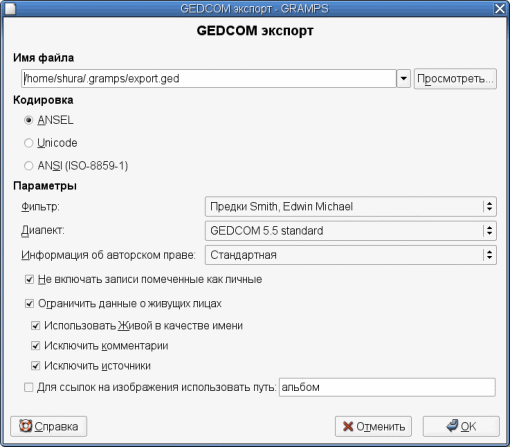 GEDCOM экспорт - GRAMPS
GEDCOM экспорт
Имя файла
/home/shura/.gramps/export.ged
Просмотреть...
Кодировка
ANSEL
Unicode
ANSI (ISO-8859-1)
Параметры
Фильтр: Предки Smith, Edwin Michael
Диалект: GEDCOM 5.5 standard
Информация об авторском праве: Стандартная
Не включать записи помеченные как личные
Ограничить данные о живущих лицах
Использовать Живой в качестве имени
Исключить комментарии
Исключить источники
Для ссылок на изображения использовать путь: альбом
Справка Отменить OK